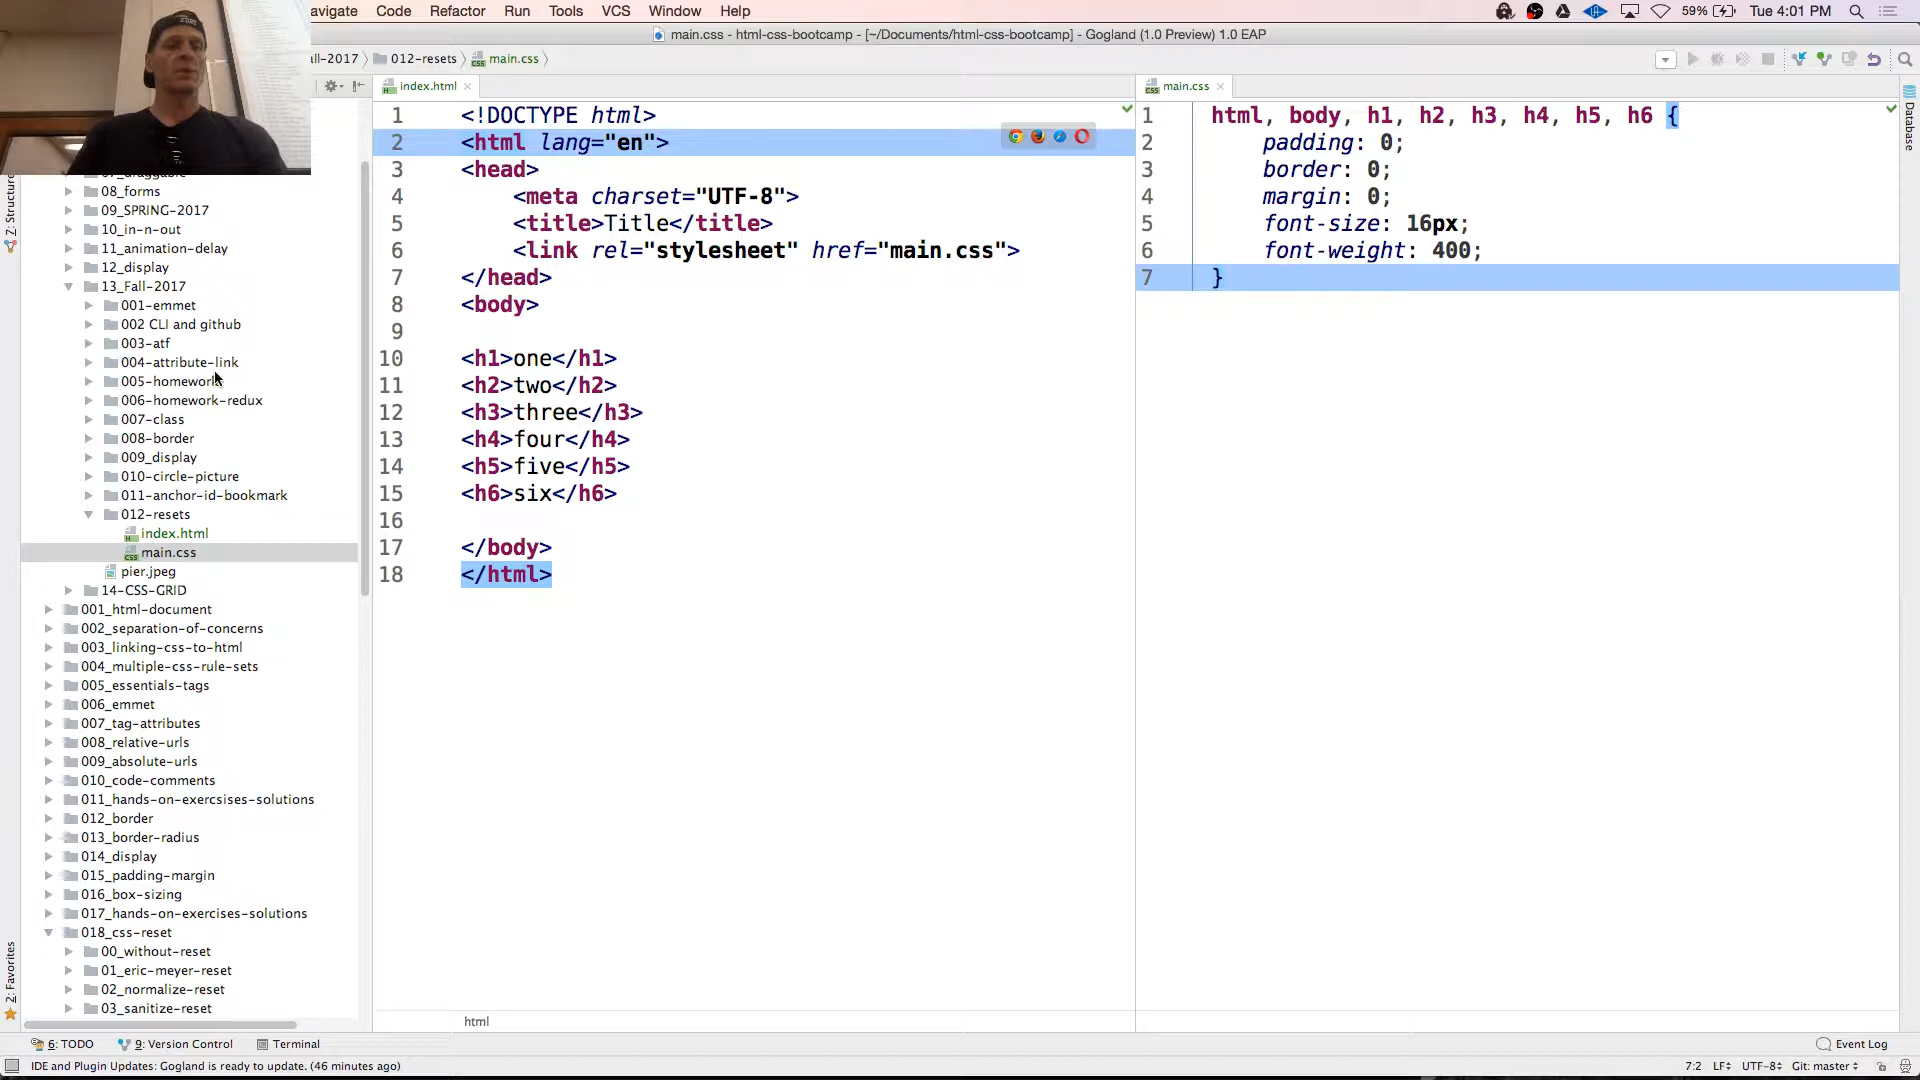 avigate Code Refactor Run Tools VCS Window Help 59% Tue 4:01 PM
main.css - html-css-bootcamp - [~/Documents/html-css-bootcamp] - Gogland (1.0 Preview) 1.0 EAP
all-2017 012-resets main.css
index.html
main.css
Z: Structure
08_forms
09_SPRING-2017
10_in-n-out
11_animation-delay
12_display
13_Fall-2017
001-emmet
002 CLI and github
003-atf
004-attribute-link
005-homework
006-homework-redux
007-class
008-border
009_display
010-circle-picture
011-anchor-id-bookmark
012-resets
index.html
main.css
pier.jpeg
14-CSS-GRID
001_html-document
002_separation-of-concerns
003_linking-css-to-html
004_multiple-css-rule-sets
005_essentials-tags
006_emmet
007_tag-attributes
008_relative-urls
009_absolute-urls
010_code-comments
011_hands-on-exercsises-solutions
012_border
013_border-radius
014_display
015_padding-margin
016_box-sizing
017_hands-on-exercises-solutions
018_css-reset
00_without-reset
01_eric-meyer-reset
02_normalize-reset
03_sanitize-reset
2: Favorites
1 <!DOCTYPE html>
2 <html lang="en">
3 <head>
4 <meta charset="UTF-8">
5 <title>Title</title>
6 <link rel="stylesheet" href="main.css">
7 </head>
8 <body>
9
10 <h1>one</h1>
11 <h2>two</h2>
12 <h3>three</h3>
13 <h4>four</h4>
14 <h5>five</h5>
15 <h6>six</h6>
16
17 </body>
18 </html>
html
1 html, body, h1, h2, h3, h4, h5, h6 {
2 padding: 0;
3 border: 0;
4 margin: 0;
5 font-size: 16px;
6 font-weight: 400;
7 }
Database
6: TODO 9: Version Control Terminal Event Log
IDE and Plugin Updates: Gogland is ready to update. (46 minutes ago) 7:2 LF UTF-8 Git: master